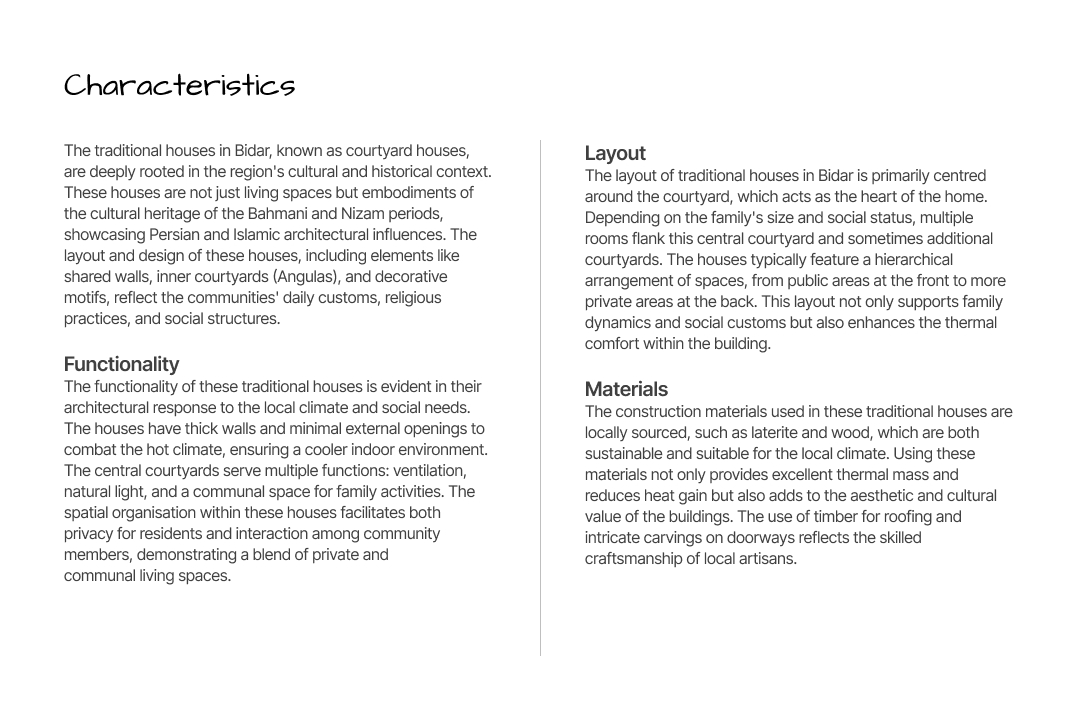 Characteristics
The traditional houses in Bidar, known as courtyard houses,
are deeply rooted in the region's cultural and historical context.
These houses are not just living spaces but embodiments of
the cultural heritage of the Bahmani and Nizam periods,
showcasing Persian and Islamic architectural influences. The
layout and design of these houses, including elements like
shared walls, inner courtyards (Angulas), and decorative
motifs, reflect the communities' daily customs, religious
practices, and social structures.
Functionality
The functionality of these traditional houses is evident in their
architectural response to the local climate and social needs.
The houses have thick walls and minimal external openings to
combat the hot climate, ensuring a cooler indoor environment.
The central courtyards serve multiple functions: ventilation,
natural light, and a communal space for family activities. The
spatial organisation within these houses facilitates both
privacy for residents and interaction among community
members, demonstrating a blend of private and
communal living spaces.
Layout
The layout of traditional houses in Bidar is primarily centred
around the courtyard, which acts as the heart of the home.
Depending on the family's size and social status, multiple
rooms flank this central courtyard and sometimes additional
courtyards. The houses typically feature a hierarchical
arrangement of spaces, from public areas at the front to more
private areas at the back. This layout not only supports family
dynamics and social customs but also enhances the thermal
comfort within the building.
Materials
The construction materials used in these traditional houses are
locally sourced, such as laterite and wood, which are both
sustainable and suitable for the local climate. Using these
materials not only provides excellent thermal mass and
reduces heat gain but also adds to the aesthetic and cultural
value of the buildings. The use of timber for roofing and
intricate carvings on doorways reflects the skilled
craftsmanship of local artisans.